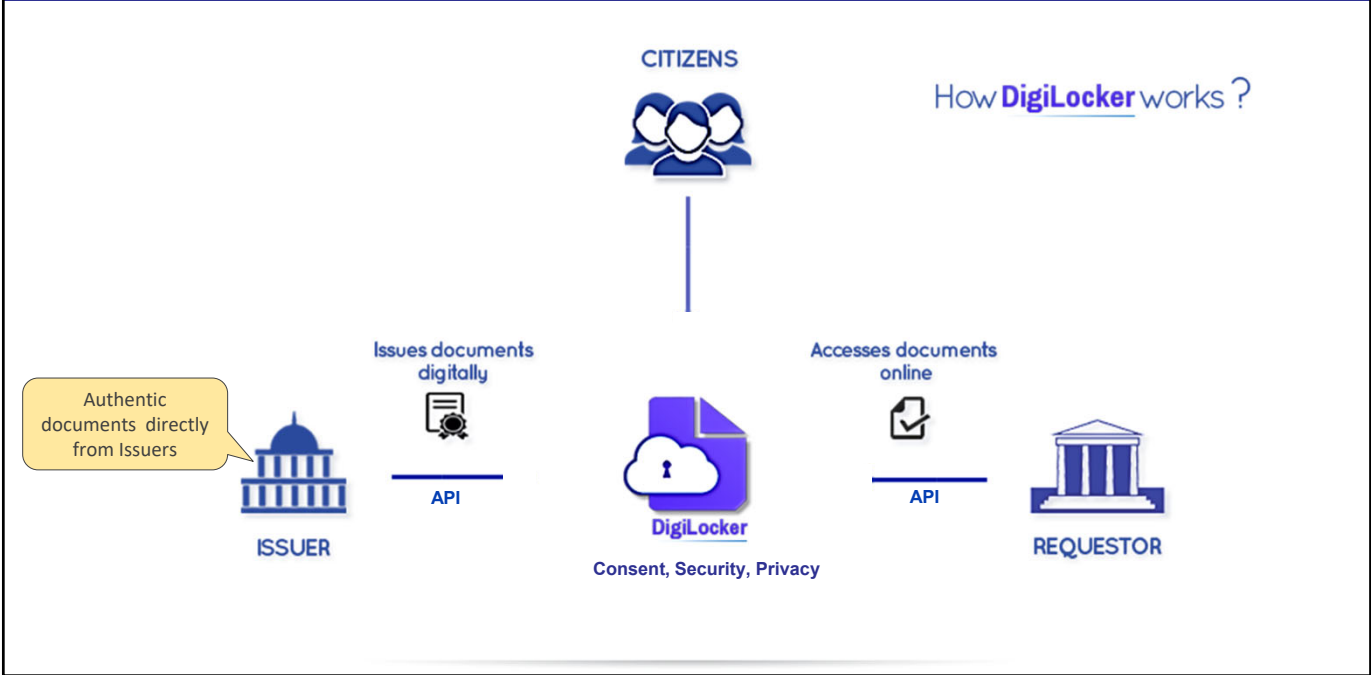 CITIZENS
How DigiLocker works ?
Issues documents
digitally
Accesses documents
online
Authentic
documents directly
from Issuers
API
API
DigiLocker
ISSUER
REQUESTOR
Consent, Security, Privacy